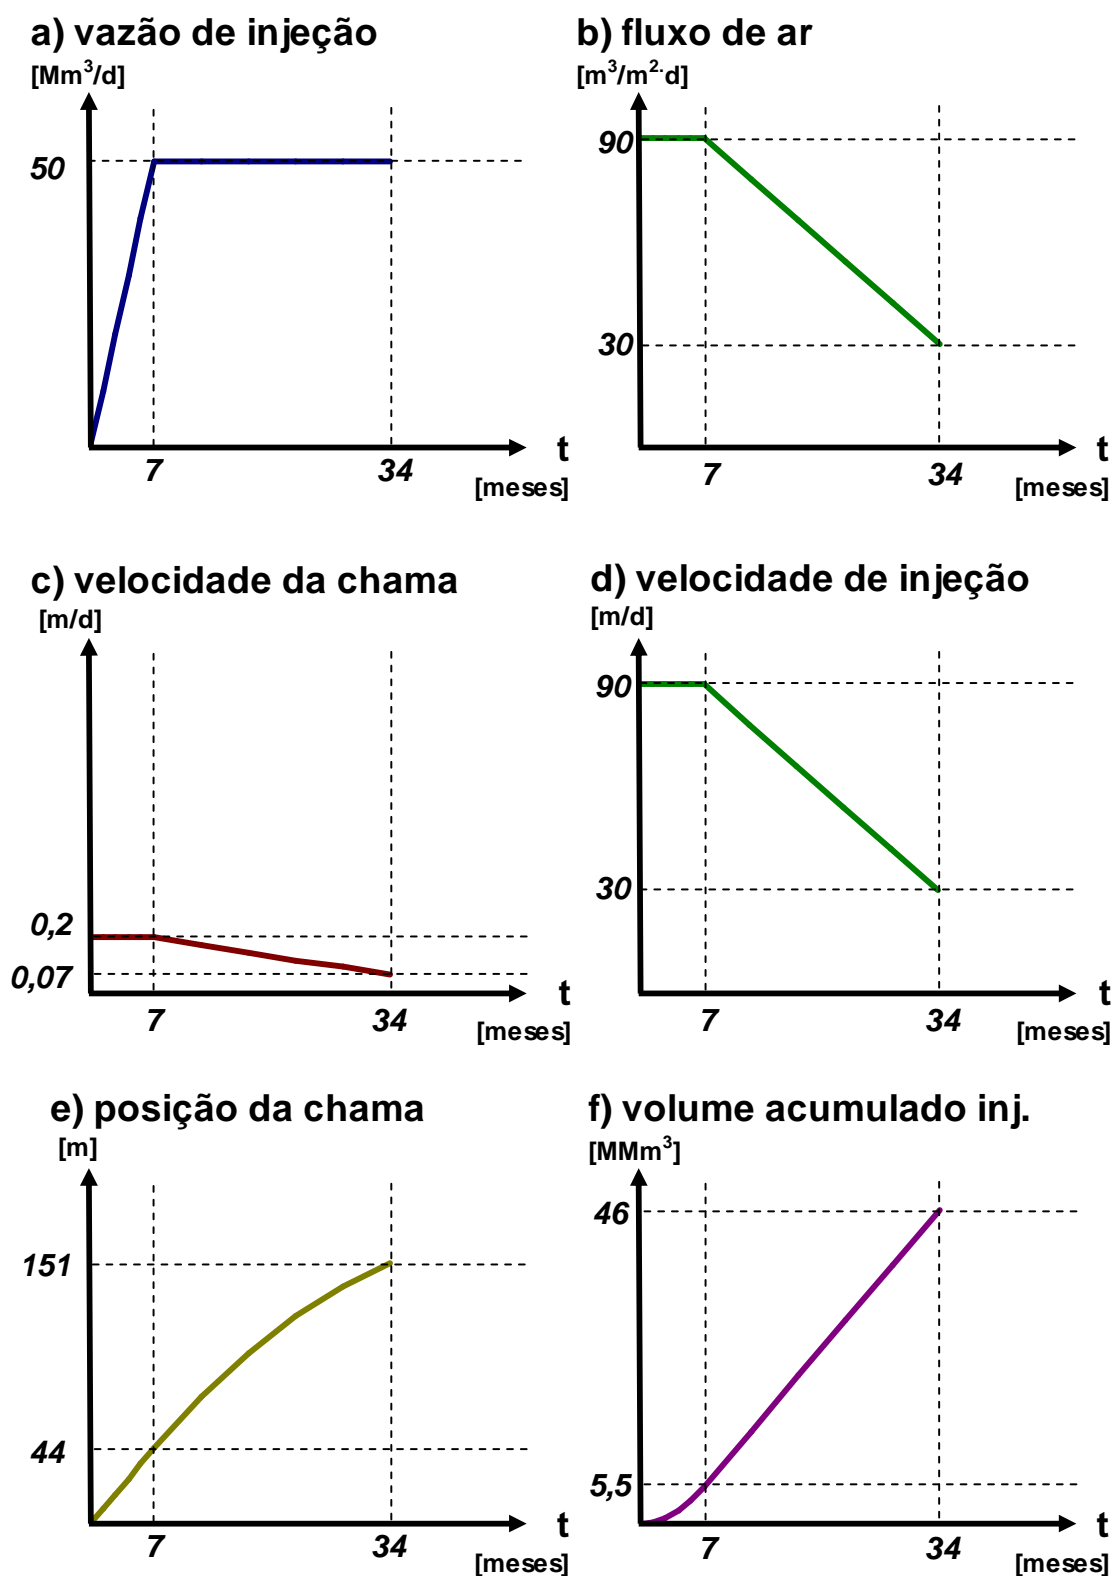 a) vazão de injeção
[Mm³/d]
50
7
34
t
[meses]
b) fluxo de ar
[m³/m²·d]
90
30
7
34
t
[meses]
c) velocidade da chama
[m/d]
0,2
0,07
7
34
t
[meses]
d) velocidade de injeção
[m/d]
90
30
7
34
t
[meses]
e) posição da chama
[m]
151
44
7
34
t
[meses]
f) volume acumulado inj.
[MMm³]
46
5,5
7
34
t
[meses]